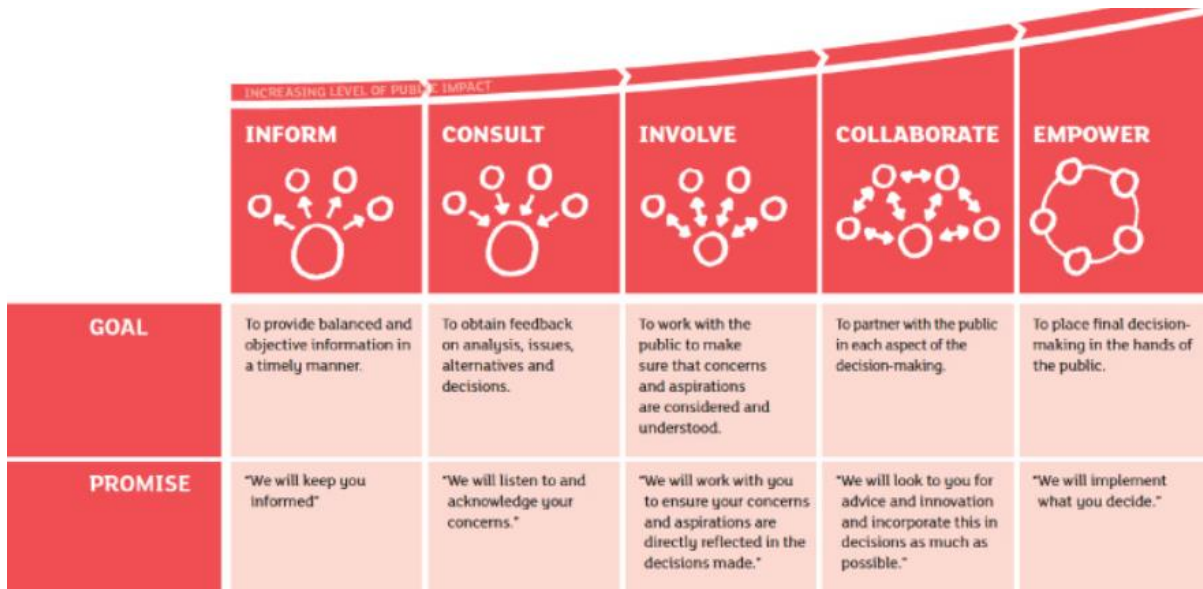 INCREASING LEVEL OF PUBLIC IMPACT
INFORM
CONSULT
INVOLVE
COLLABORATE
EMPOWER
GOAL
To provide balanced and
objective information in
a timely manner.
To obtain feedback
on analysis, issues,
alternatives and
decisions.
To work with the
public to make
sure that concerns
and aspirations
are considered and
understood.
To partner with the public
in each aspect of the
decision-making.
To place final decision-
making in the hands of
the public.
PROMISE
"We will keep you
informed"
"We will listen to and
acknowledge your
concerns."
"We will work with you
to ensure your concerns
and aspirations are
directly reflected in the
decisions made."
"We will look to you for
advice and innovation
and incorporate this in
decisions as much as
possible."
"We will implement
what you decide."